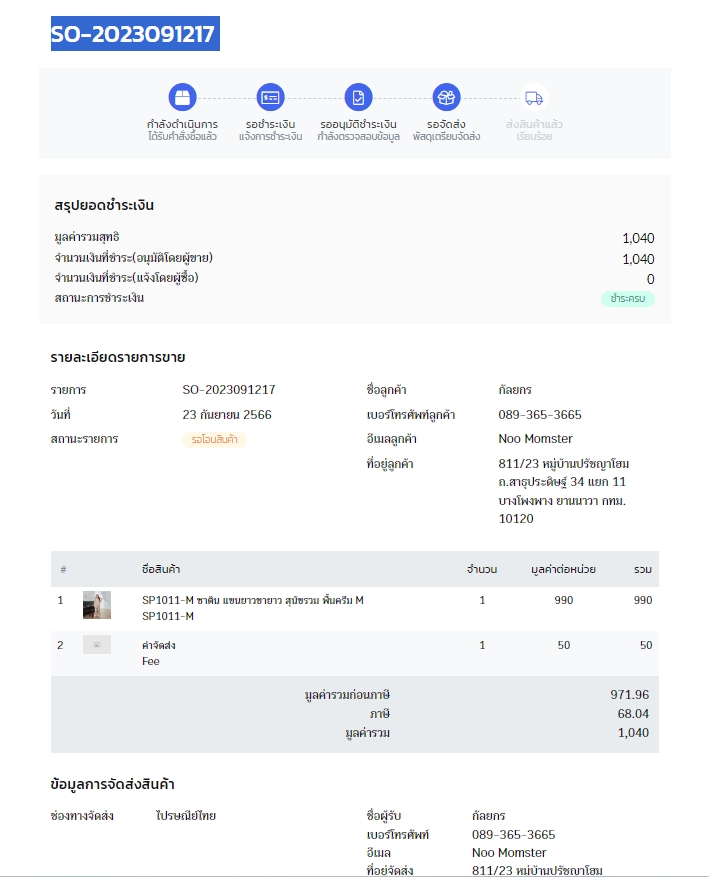 SO-2023091217
กำลังดำเนินการ
ได้รับคำสั่งซื้อแล้ว
รอชำระเงิน
แจ้งการชำระเงิน
รออนุมัติชำระเงิน
กำลังตรวจสอบข้อมูล
รอจัดส่ง
พัสดุเตรียมจัดส่ง
ส่งสินค้าแล้ว
เรียบร้อย
สรุปยอดชำระเงิน
มูลค่ารวมสุทธิ 1,040
จำนวนเงินที่ชำระ(อนุมัติโดยผู้ขาย) 1,040
จำนวนเงินที่ชำระ(แจ้งโดยผู้ซื้อ) 0
สถานะการชำระเงิน ชำระครบ
รายละเอียดรายการขาย
รายการ SO-2023091217
วันที่ 23 กันยายน 2566
สถานะรายการ รอโอนสินค้า
ชื่อลูกค้า กัลยกร
เบอร์โทรศัพท์ลูกค้า 089-365-3665
อีเมลลูกค้า Noo Momster
ที่อยู่ลูกค้า 811/23 หมู่บ้านปรัชญาโฮม
ถ.สาธุประดิษฐ์ 34 แยก 11
บางโพงพาง ยานนาวา กทม.
10120
# ชื่อสินค้า จำนวน มูลค่าต่อหน่วย รวม
1 SP1011-M ซาติน แขนยาวขายาว สุนัขรวม พื้นครีม M 1 990 990
SP1011-M
2 ค่าจัดส่ง 1 50 50
Fee
มูลค่ารวมก่อนภาษี 971.96
ภาษี 68.04
มูลค่ารวม 1,040
ข้อมูลการจัดส่งสินค้า
ช่องทางจัดส่ง ไปรษณีย์ไทย
ชื่อผู้รับ กัลยกร
เบอร์โทรศัพท์ 089-365-3665
อีเมล Noo Momster
ที่อยู่จัดส่ง 811/23 หมู่บ้านปรัชญาโฮม